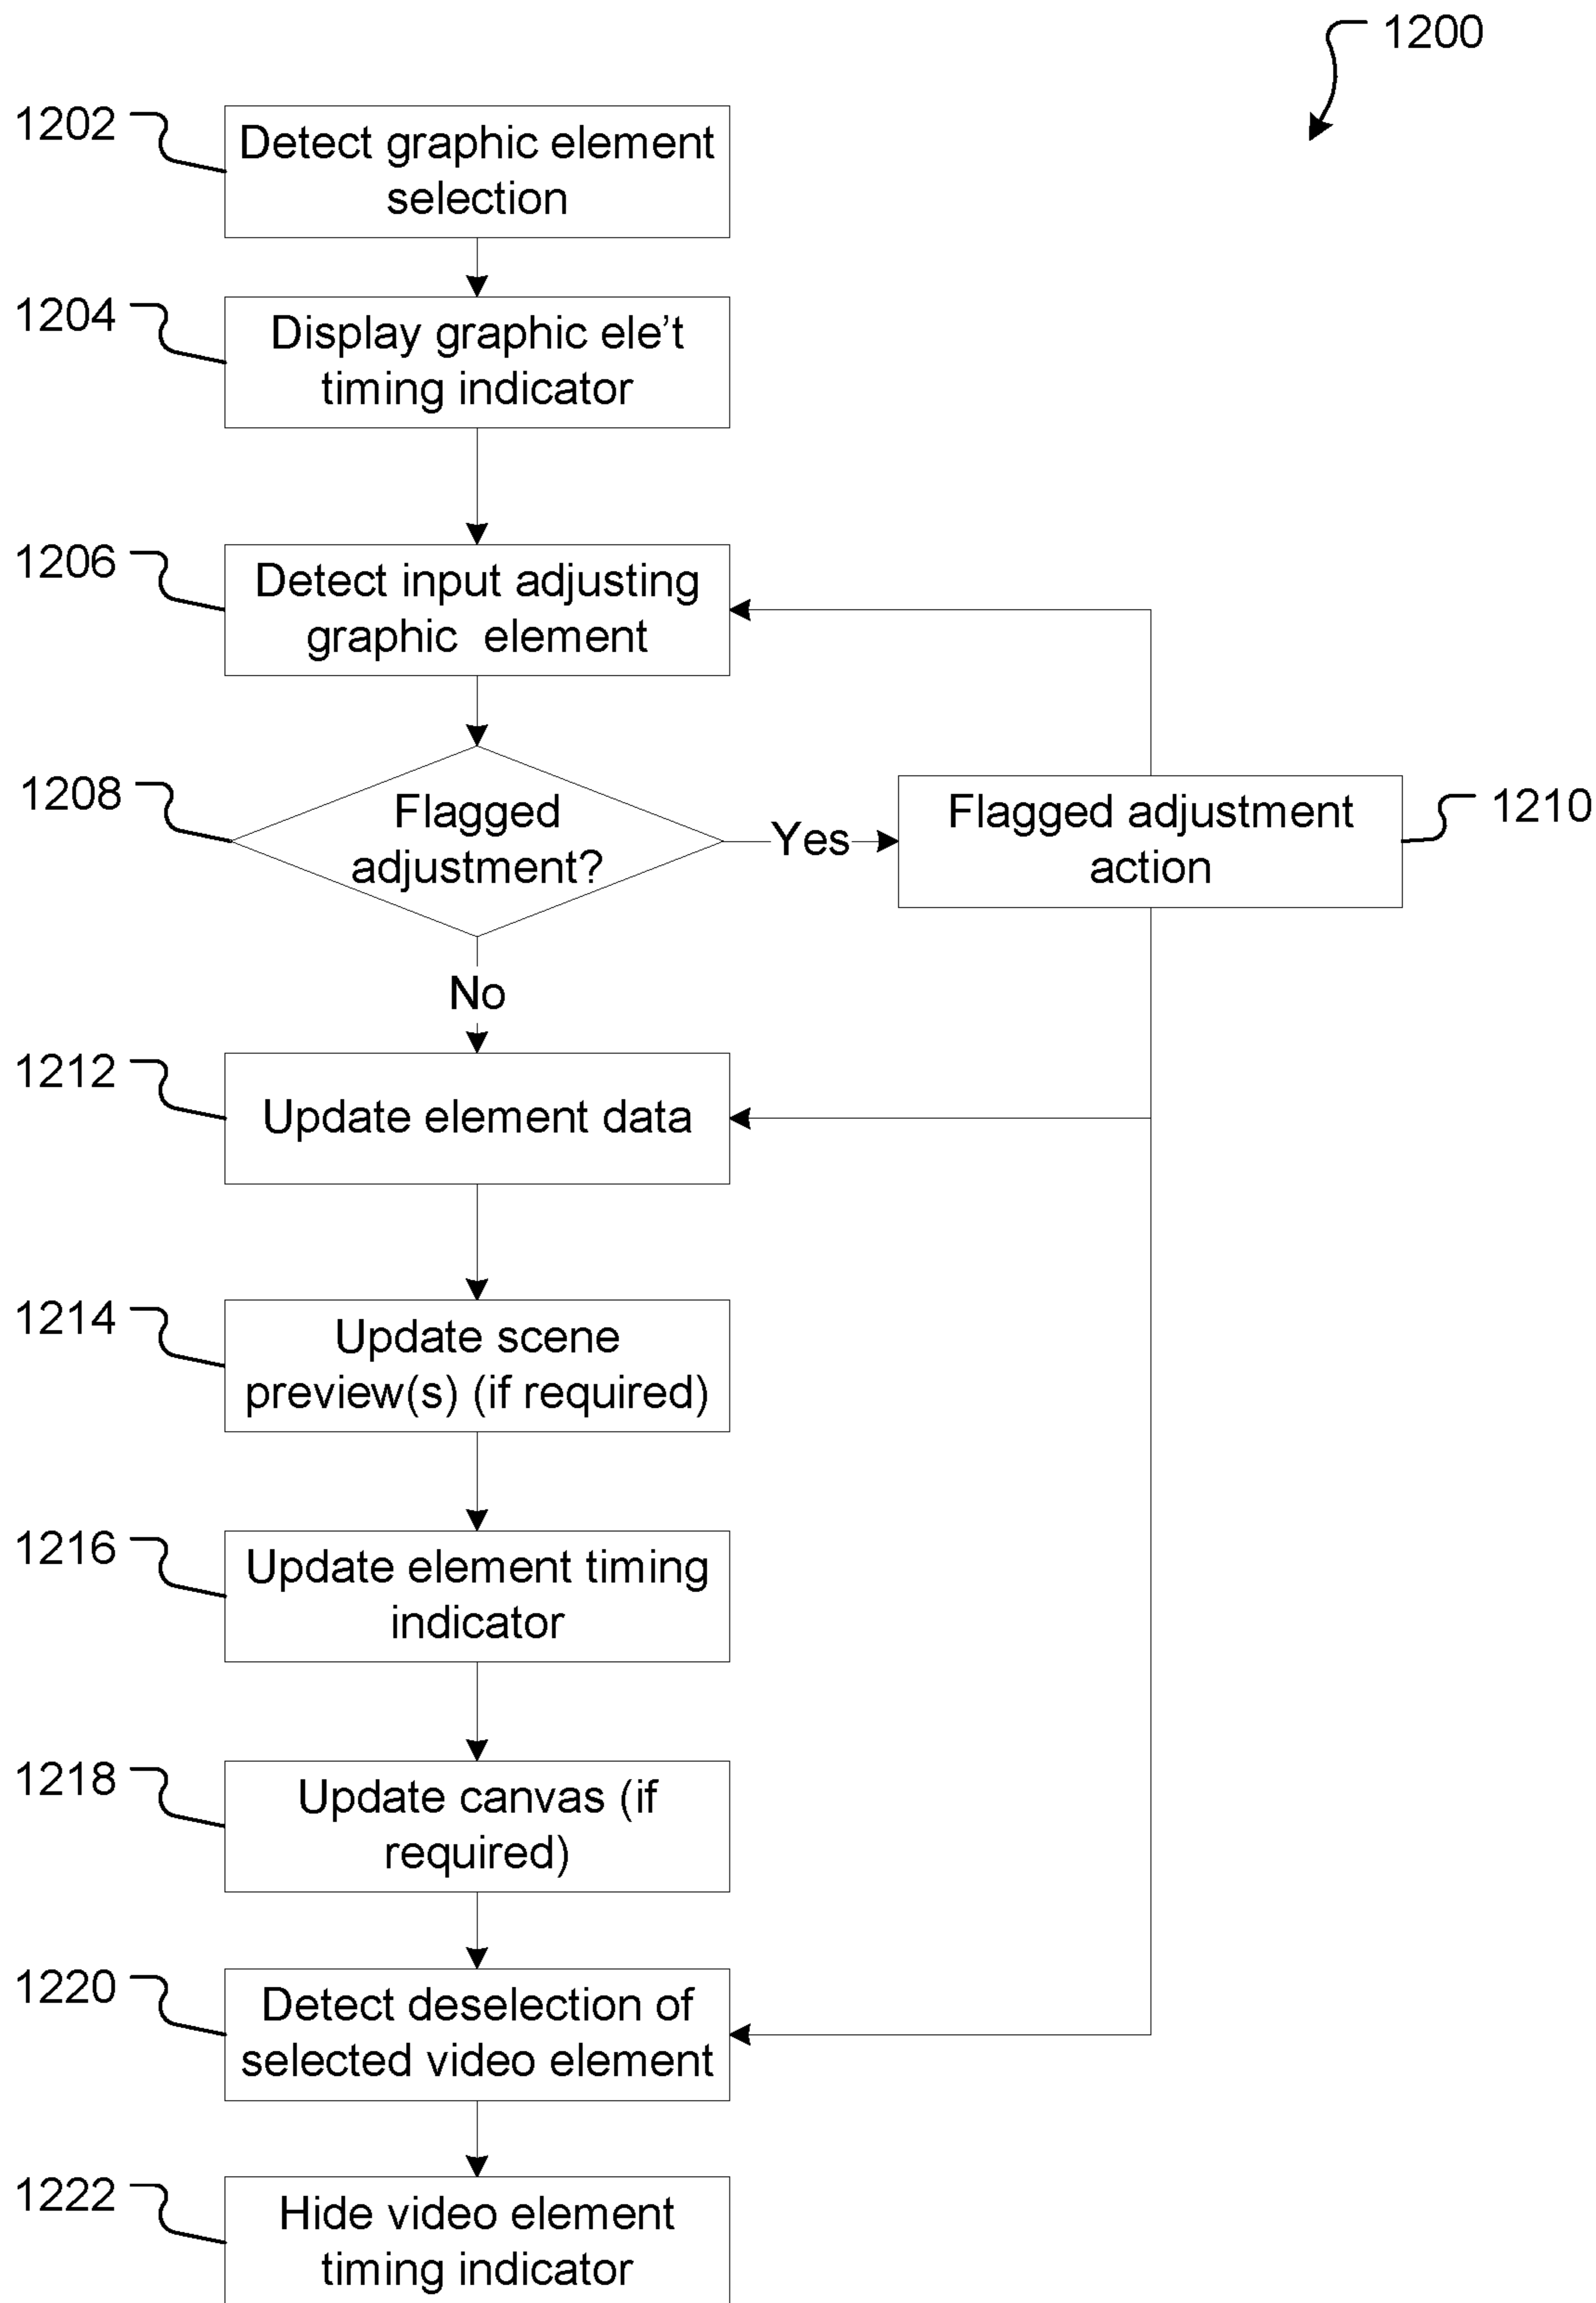 1200
1202
Detect graphic element
selection
1204
Display graphic ele't
timing indicator
1206
Detect input adjusting
graphic element
1208
Flagged
adjustment?
Yes
Flagged adjustment
action
1210
No
1212
Update element data
1214
Update scene
preview(s) (if required)
1216
Update element timing
indicator
1218
Update canvas (if
required)
1220
Detect deselection of
selected video element
1222
Hide video element
timing indicator